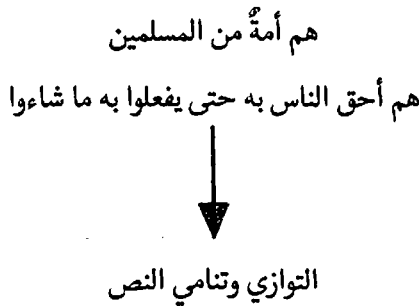 هم أمةٌ من المسلمين
هم أحق الناس به حتى يفعلوا به ما شاءوا
التوازي وتنامي النص